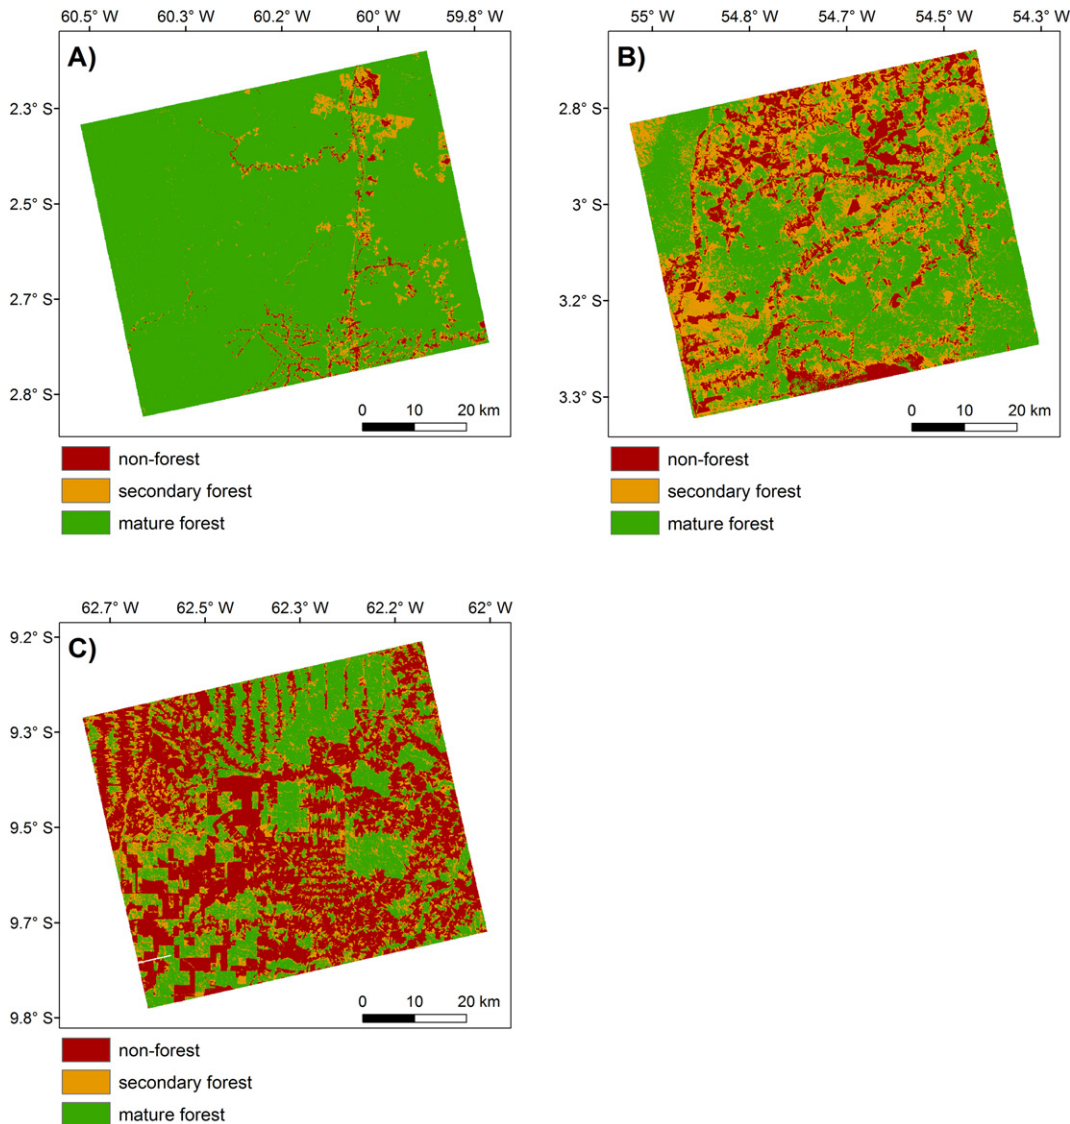 60.5° W 60.3° W 60.2° W 60° W 59.8° W
A)
2.3° S
2.5° S
2.7° S
2.8° S
0 10 20 km
non-forest
secondary forest
mature forest
55° W 54.8° W 54.7° W 54.5° W 54.3° W
B)
2.8° S
3° S
3.2° S
3.3° S
0 10 20 km
non-forest
secondary forest
mature forest
62.7° W 62.5° W 62.3° W 62.2° W 62° W
C)
9.2° S
9.3° S
9.5° S
9.7° S
9.8° S
0 10 20 km
non-forest
secondary forest
mature forest